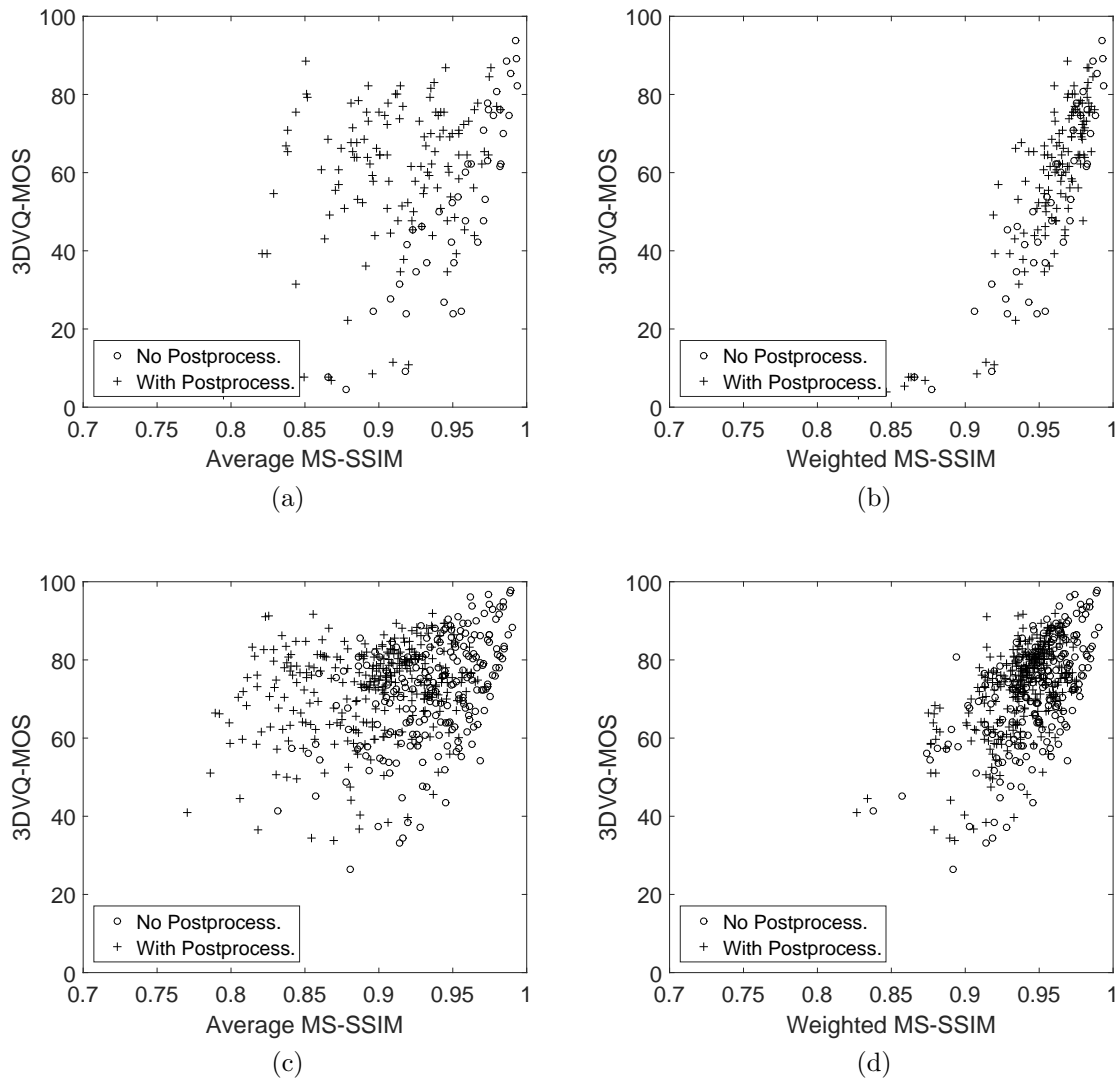 100
80
60
40
20
0
3DVQ-MOS
No Postprocess.
With Postprocess.
0.7 0.75 0.8 0.85 0.9 0.95 1
Average MS-SSIM
(a)
100
80
60
40
20
0
3DVQ-MOS
No Postprocess.
With Postprocess.
0.7 0.75 0.8 0.85 0.9 0.95 1
Weighted MS-SSIM
(b)
100
80
60
40
20
0
3DVQ-MOS
No Postprocess.
With Postprocess.
0.7 0.75 0.8 0.85 0.9 0.95 1
Average MS-SSIM
(c)
100
80
60
40
20
0
3DVQ-MOS
No Postprocess.
With Postprocess.
0.7 0.75 0.8 0.85 0.9 0.95 1
Weighted MS-SSIM
(d)